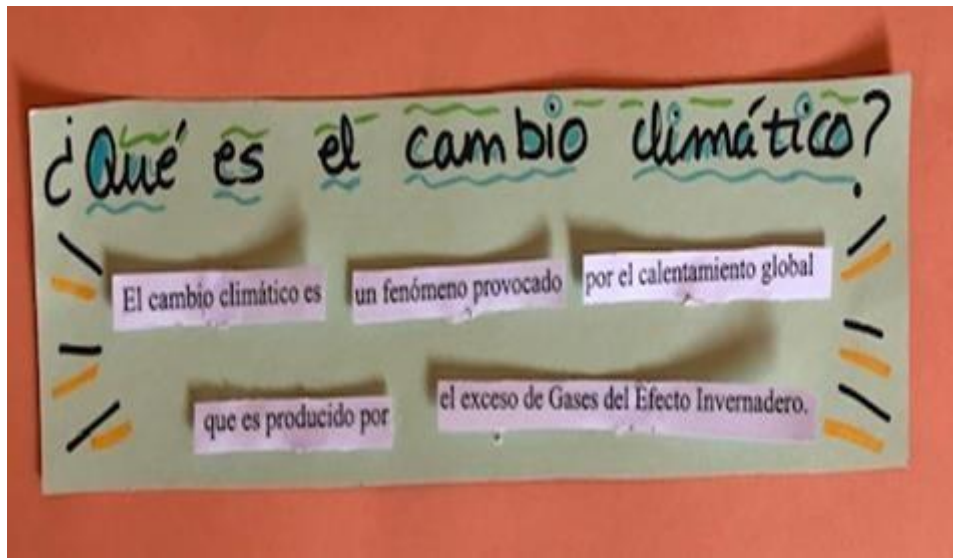 ¿Qué es el cambio climático?
El cambio climático es un fenómeno provocado por el calentamiento global
que es producido por el exceso de Gases del Efecto Invernadero.